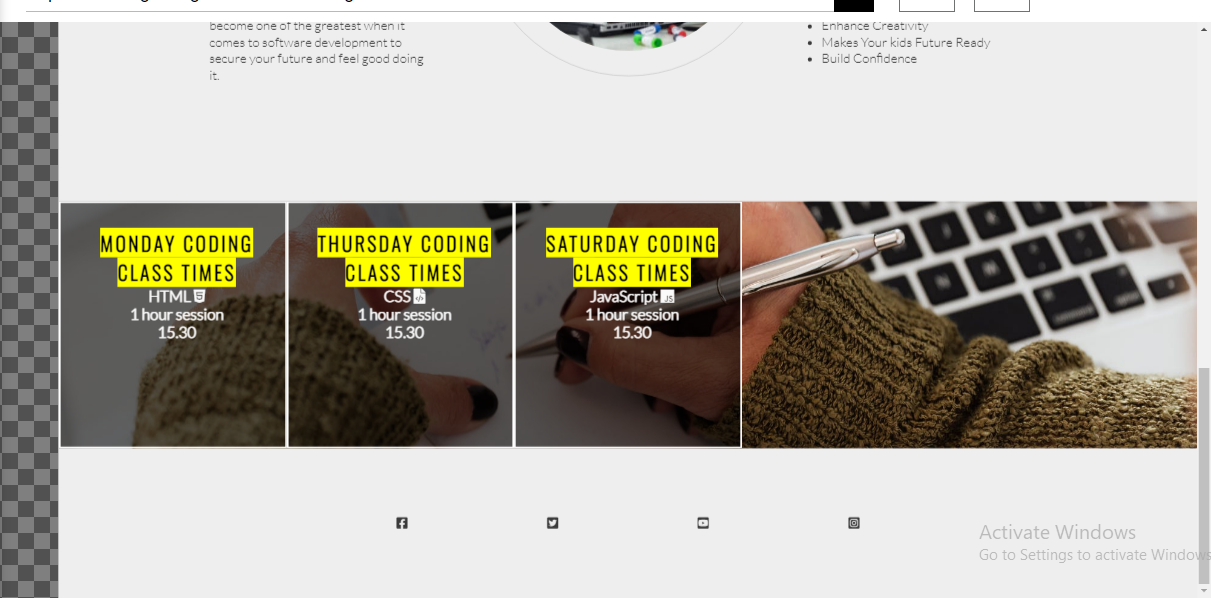 become one of the greatest when it
comes to software development to
secure your future and feel good doing
it.
Enhance Creativity
Makes Your kids Future Ready
Build Confidence
MONDAY CODING
CLASS TIMES
HTML
1 hour session
15.30
THURSDAY CODING
CLASS TIMES
CSS
1 hour session
15.30
SATURDAY CODING
CLASS TIMES
JavaScript JS
1 hour session
15.30
Activate Windows
Go to Settings to activate Windows